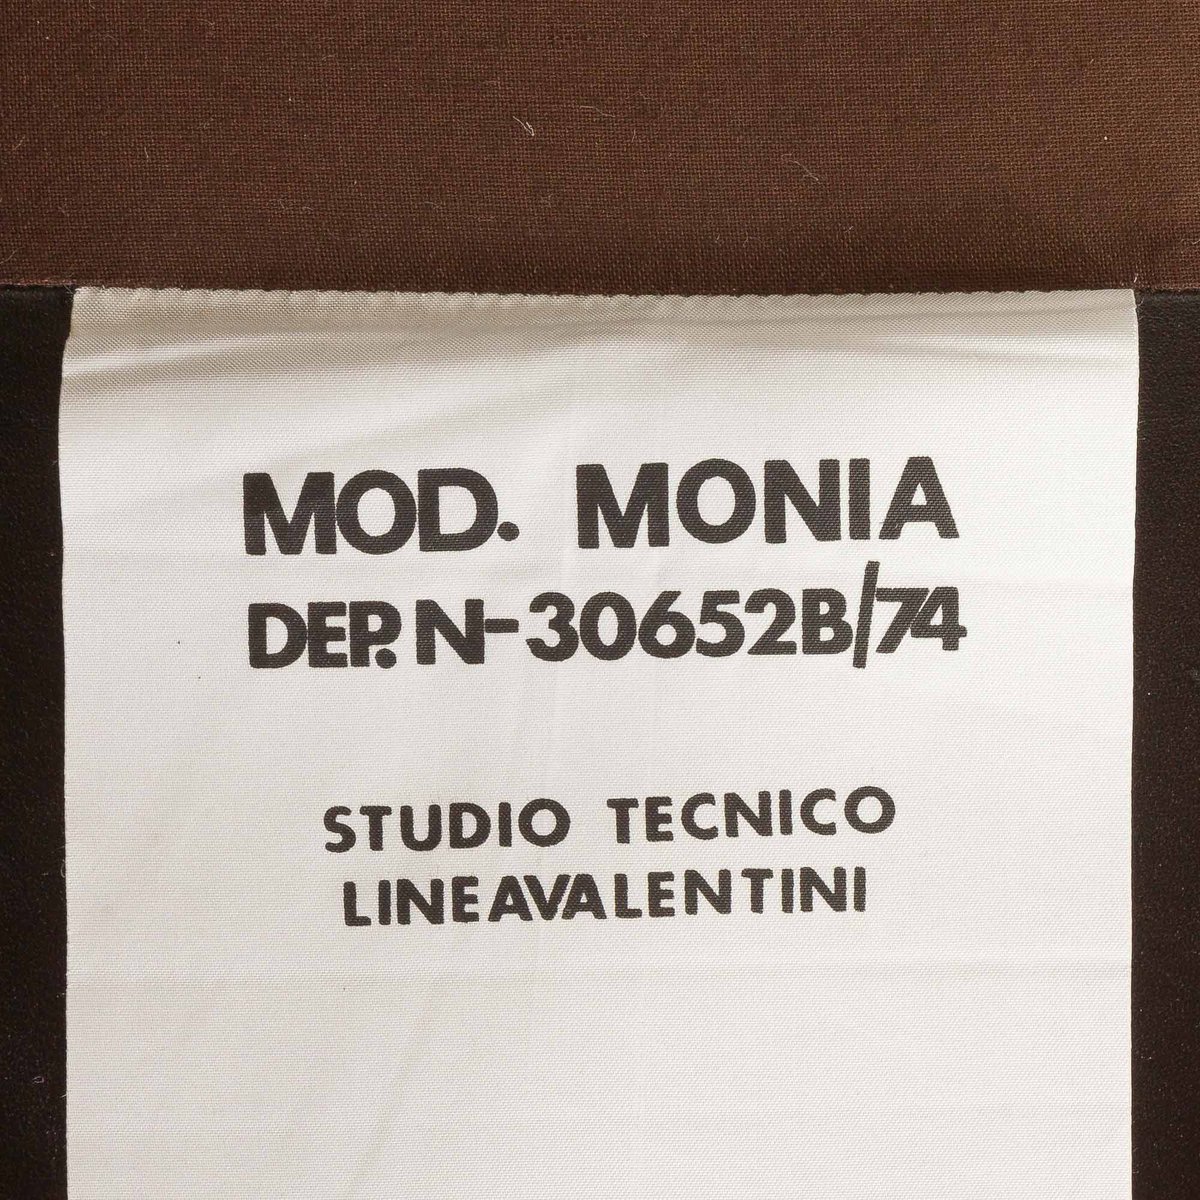 MOD. MONIA
DEP. N-30652B/74
STUDIO TECNICO
LINEAVALENTINI